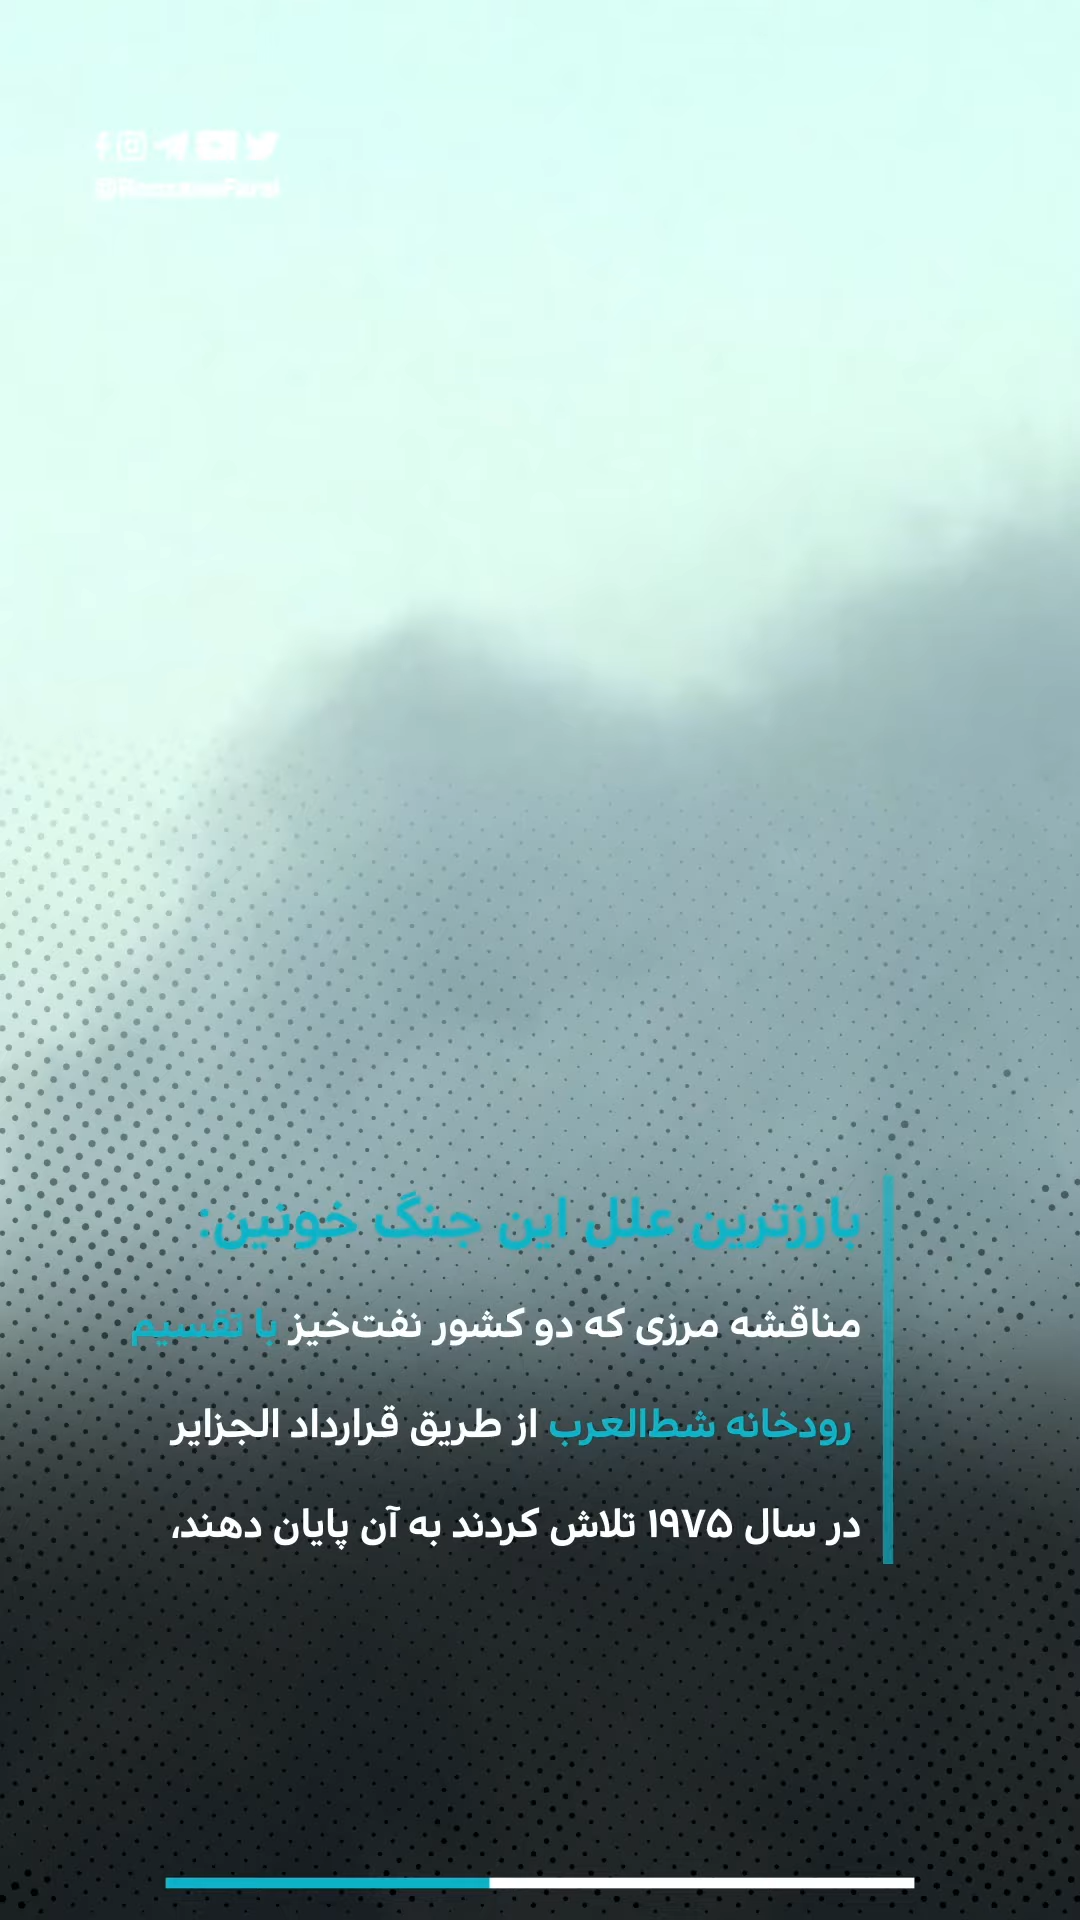 بارزترین علل این جنگ خونین:
مناقشه مرزی که دو کشور نفت‌خیز با تقسیم
رودخانه شط‌العرب از طریق قرارداد الجزایر
در سال ۱۹۷۵ تلاش کردند به آن پایان دهند،